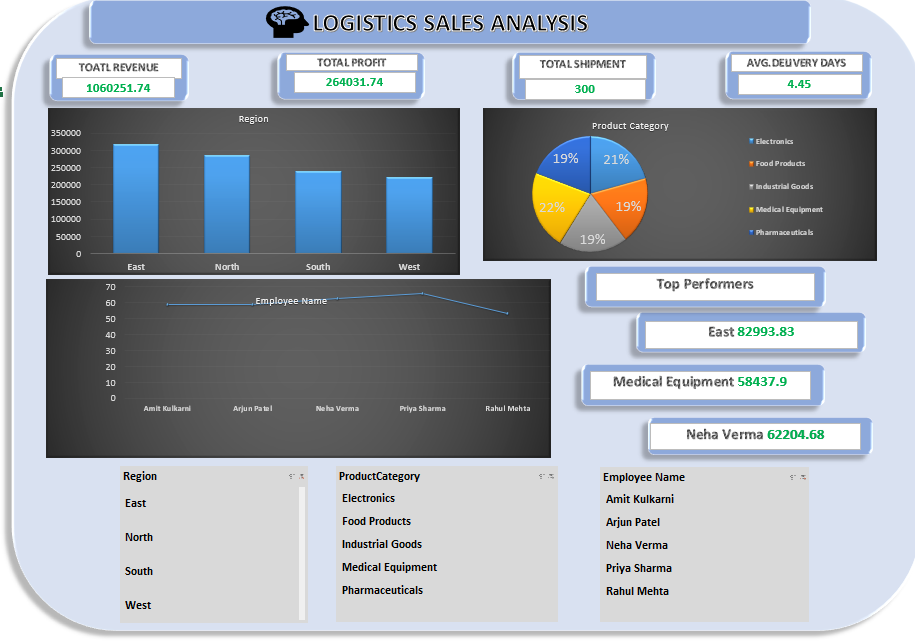 LOGISTICS SALES ANALYSIS
TOATL REVENUE
1060251.74
TOTAL PROFIT
264031.74
TOTAL SHIPMENT
300
AVG.DELIVERY DAYS
4.45
Region
350000
300000
250000
200000
150000
100000
50000
0
East North South West
Product Category
21%
19%
19%
22%
19%
Electronics
Food Products
Industrial Goods
Medical Equipment
Pharmaceuticals
Employee Name
70
60
50
40
30
20
10
0
Amit Kulkarni Arjun Patel Neha Verma Priya Sharma Rahul Mehta
Top Performers
East 82993.83
Medical Equipment 58437.9
Neha Verma 62204.68
Region
East
North
South
West
ProductCategory
Electronics
Food Products
Industrial Goods
Medical Equipment
Pharmaceuticals
Employee Name
Amit Kulkarni
Arjun Patel
Neha Verma
Priya Sharma
Rahul Mehta